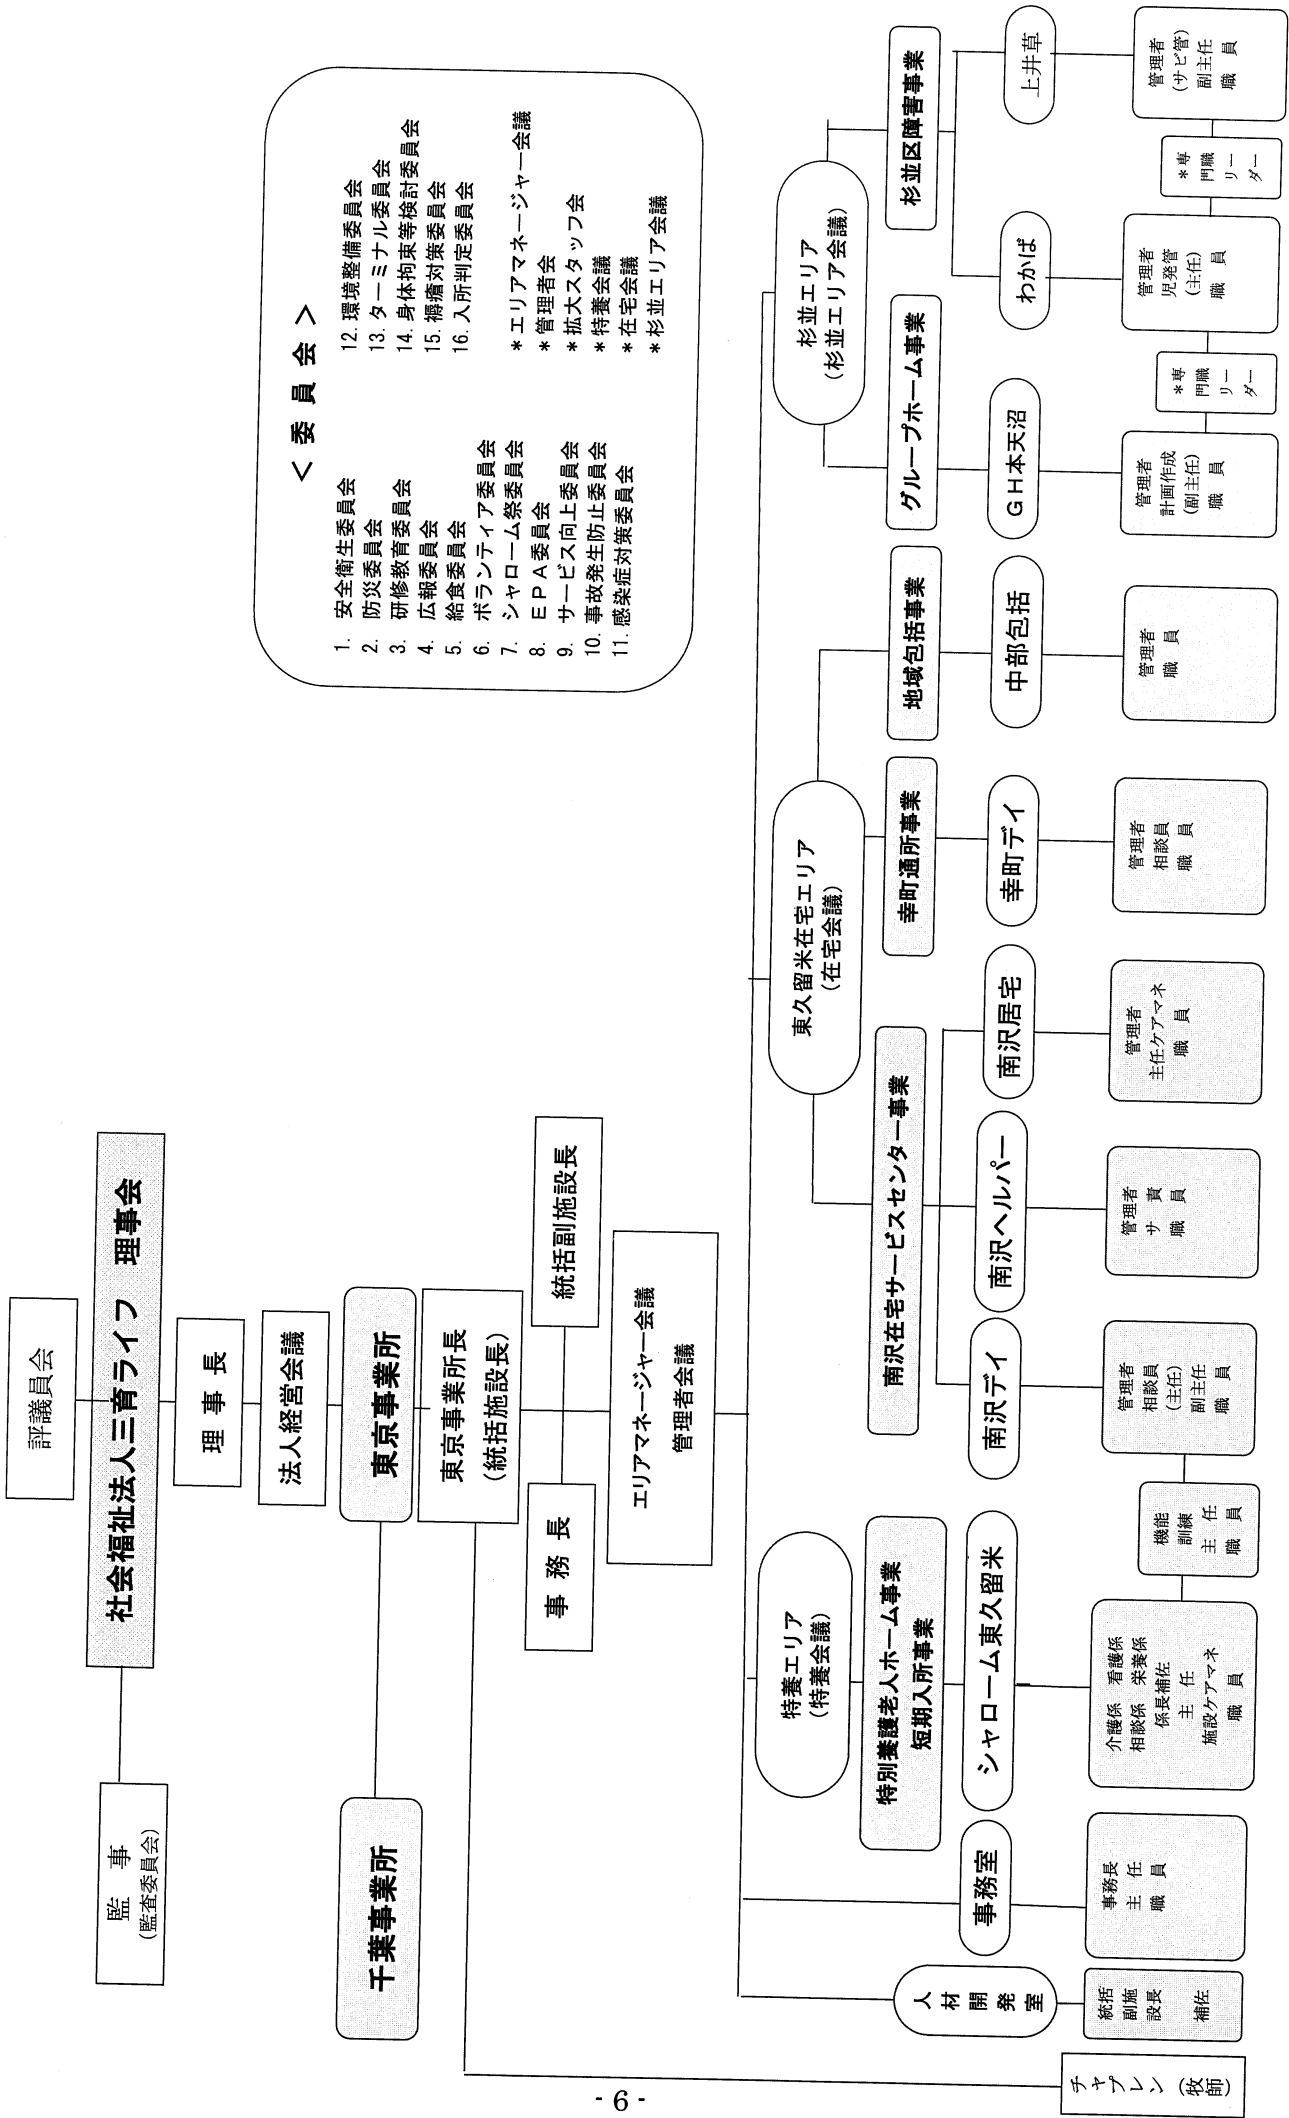 評議員会
社会福祉法人三育ライフ　理事会
監　事
(監査委員会)
理 事 長
法人経営会議
千葉事業所
東京事業所
東京事業所長
(統括施設長)
事 務 長
統括副施設長
エリアマネージャー会議
管理者会議
＜ 委 員 会 ＞
1. 安全衛生委員会
2. 防災委員会
3. 研修教育委員会
4. 広報委員会
5. 給食委員会
6. ボランティア委員会
7. シャローム祭委員会
8. ＥＰＡ委員会
9. サービス向上委員会
10. 事故発生防止委員会
11. 感染症対策委員会
12. 環境整備委員会
13. ターミナル委員会
14. 身体拘束等検討委員会
15. 褥瘡対策委員会
16. 入所判定委員会
＊エリアマネージャー会議
＊管理者会
＊拡大スタッフ会
＊特養会議
＊在宅会議
＊杉並エリア会議
特養エリア
(特養会議)
東久留米在宅エリア
(在宅会議)
杉並エリア
(杉並エリア会議)
特別養護老人ホーム事業
短期入所事業
南沢在宅サービスセンター事業
幸町通所事業
地域包括事業
グループホーム事業
杉並区障害事業
人材開発室
事務室
シャローム東久留米
南沢デイ
南沢ヘルパー
南沢居宅
幸町デイ
中部包括
ＧＨ本天沼
わかば
上井草
チャプレン
(牧師)
統括
副施
設長
補佐
事務長
主　任
職　員
介護係　看護係
相談係　栄養係
係長補佐
主　任
施設ケアマネ
職　員
機能
訓練
主　任
職　員
管理者
相談員
(主任)
副主任
職　員
管理者
サ　責
職　員
管理者
主任ケアマネ
職　員
管理者
相談員
職　員
管理者
職　員
管理者
計画作成
(副主任)
職　員
＊専
門職
リー
ダー
管理者
児発管
(主任)
職　員
＊専
門職
リー
ダー
管理者
(サビ管)
副主任
職　員
- 6 -